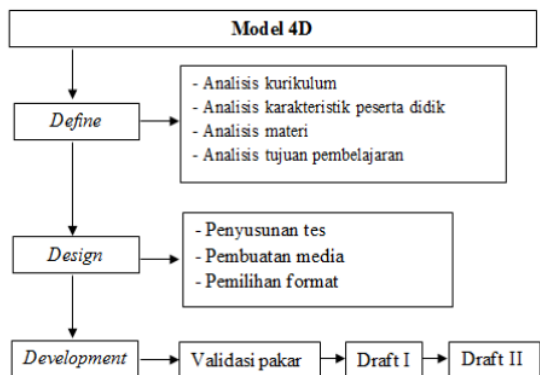 Model 4D
Define
- Analisis kurikulum
- Analisis karakteristik peserta didik
- Analisis materi
- Analisis tujuan pembelajaran
Design
- Penyusunan tes
- Pembuatan media
- Pemilihan format
Development
Validasi pakar
Draft I
Draft II